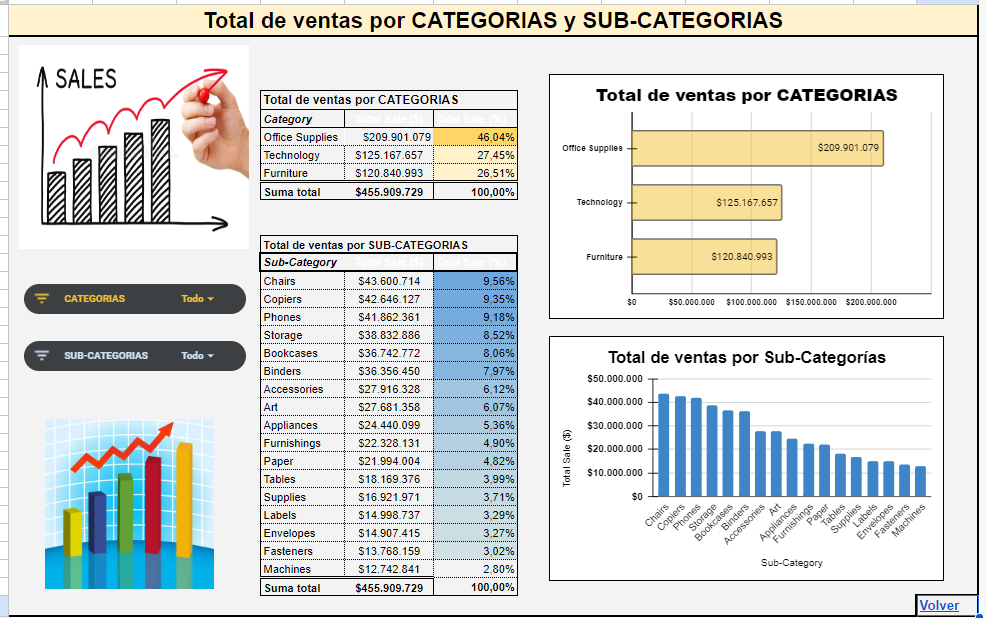 Total de ventas por CATEGORIAS y SUB-CATEGORIAS
SALES
CATEGORIAS Todo
SUB-CATEGORIAS Todo
Total de ventas por CATEGORIAS
Category Total Sale ($) Total Sale (%)
Office Supplies $209.901.079 46,04%
Technology $125.167.657 27,45%
Furniture $120.840.993 26,51%
Suma total $455.909.729 100,00%
Total de ventas por SUB-CATEGORIAS
Sub-Category Total Sale ($) Total Sale (%)
Chairs $43.600.714 9,56%
Copiers $42.646.127 9,35%
Phones $41.862.361 9,18%
Storage $38.832.886 8,52%
Bookcases $36.742.772 8,06%
Binders $36.356.450 7,97%
Accessories $27.916.328 6,12%
Art $27.681.358 6,07%
Appliances $24.440.099 5,36%
Furnishings $22.328.131 4,90%
Paper $21.994.004 4,82%
Tables $18.169.376 3,99%
Supplies $16.921.971 3,71%
Labels $14.998.737 3,29%
Envelopes $14.907.415 3,27%
Fasteners $13.768.159 3,02%
Machines $12.742.841 2,80%
Suma total $455.909.729 100,00%
Total de ventas por CATEGORIAS
Office Supplies $209.901.079
Technology $125.167.657
Furniture $120.840.993
$0 $50.000.000 $100.000.000 $150.000.000 $200.000.000
Total de ventas por Sub-Categorías
Total Sale ($)
$50.000.000
$40.000.000
$30.000.000
$20.000.000
$10.000.000
$0
Chairs Copiers Phones Storage Bookcases Binders Accessories Art Appliances Furnishings Paper Tables Supplies Labels Envelopes Fasteners Machines
Sub-Category
Volver